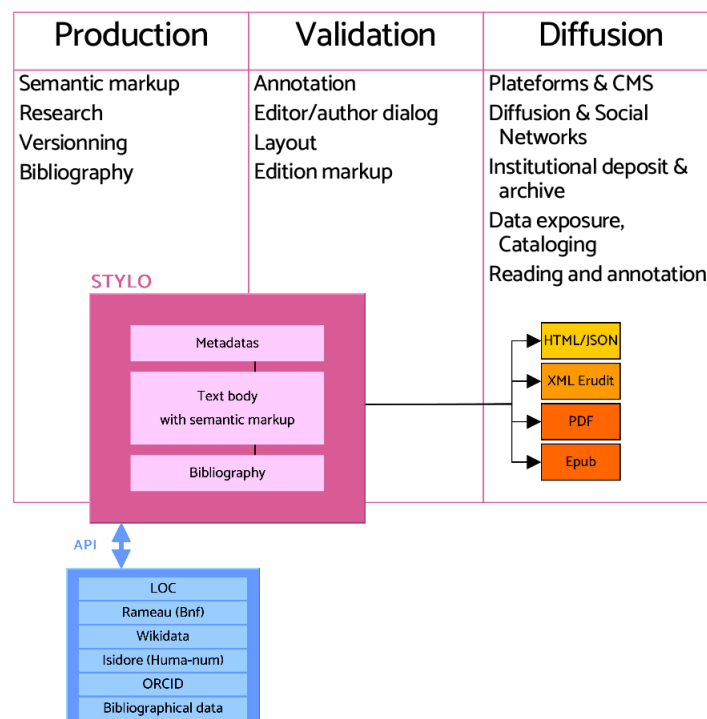 Production
Validation
Diffusion
Semantic markup
Research
Versionning
Bibliography
Annotation
Editor/author dialog
Layout
Edition markup
Plateforms & CMS
Diffusion & Social
Networks
Institutional deposit &
archive
Data exposure,
Cataloging
Reading and annotation
STYLO
Metadatas
Text body
with semantic markup
Bibliography
HTML/JSON
XML Erudit
PDF
Epub
API
LOC
Rameau (Bnf)
Wikidata
Isidore (Huma-num)
ORCID
Bibliographical data